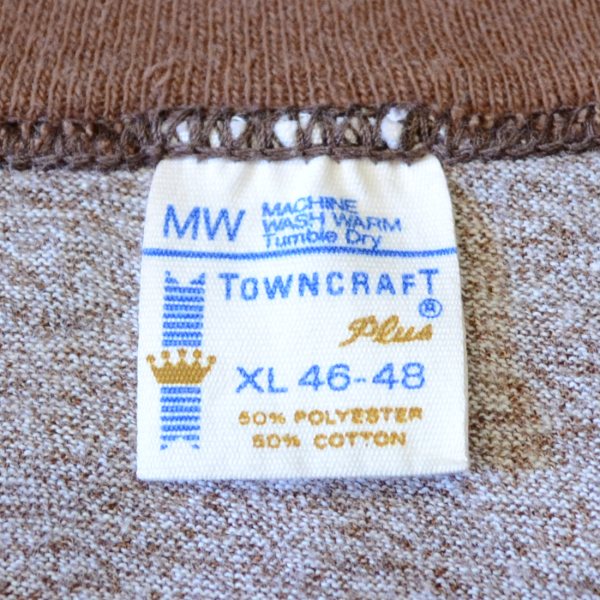 MW MACHINE
WASH WARM
Tumble Dry
TOWNCRAFT®
Plus
XL 46-48
50% POLYESTER
50% COTTON